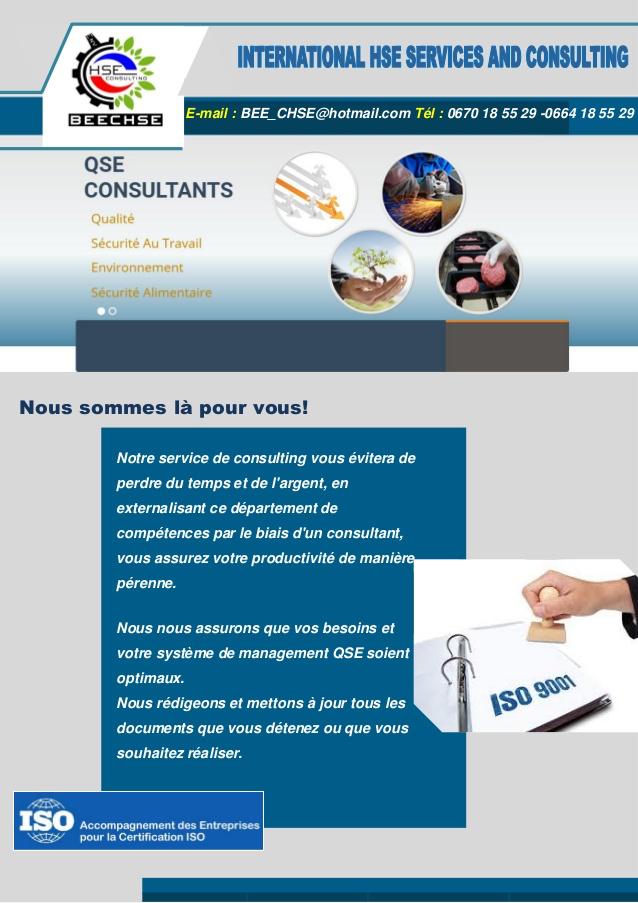 INTERNATIONAL HSE SERVICES AND CONSULTING
HSE
CONSULTING
BEECHSE
E-mail : BEE_CHSE@hotmail.com Tél : 0670 18 55 29 -0664 18 55 29
QSE
CONSULTANTS
Qualité
Sécurité Au Travail
Environnement
Sécurité Alimentaire
Nous sommes là pour vous!
Notre service de consulting vous évitera de
perdre du temps et de l'argent, en
externalisant ce département de
compétences par le biais d'un consultant,
vous assurez votre productivité de manière
pérenne.
Nous nous assurons que vos besoins et
votre système de management QSE soient
optimaux.
Nous rédigeons et mettons à jour tous les
documents que vous détenez ou que vous
souhaitez réaliser.
ISO 9001
ISO
Accompagnement des Entreprises
pour la Certification ISO